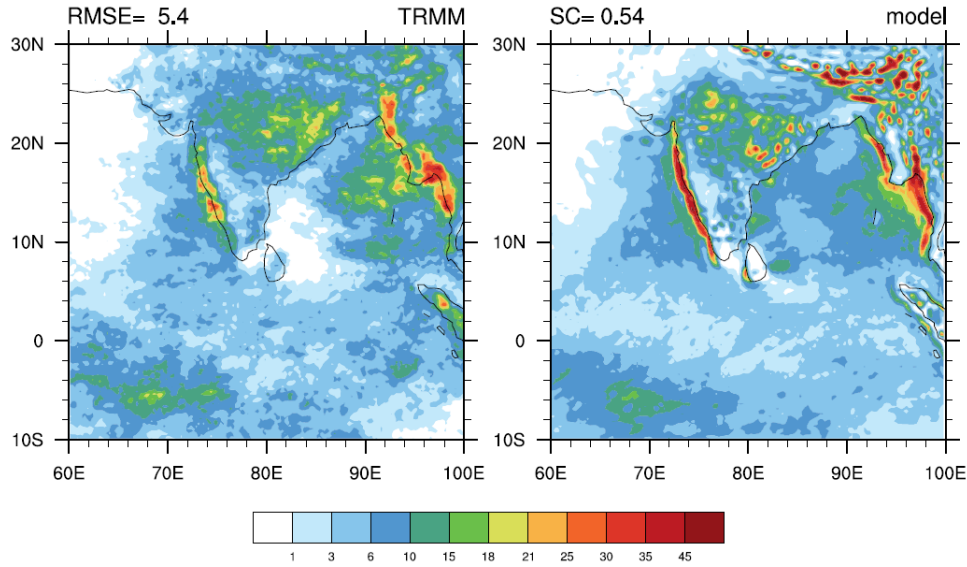 RMSE= 5.4 TRMM SC= 0.54 model
30N 30N
20N 20N
10N 10N
0 0
10S 10S
60E 70E 80E 90E 100E 60E 70E 80E 90E 100E
1 3 6 10 15 18 21 25 30 35 45